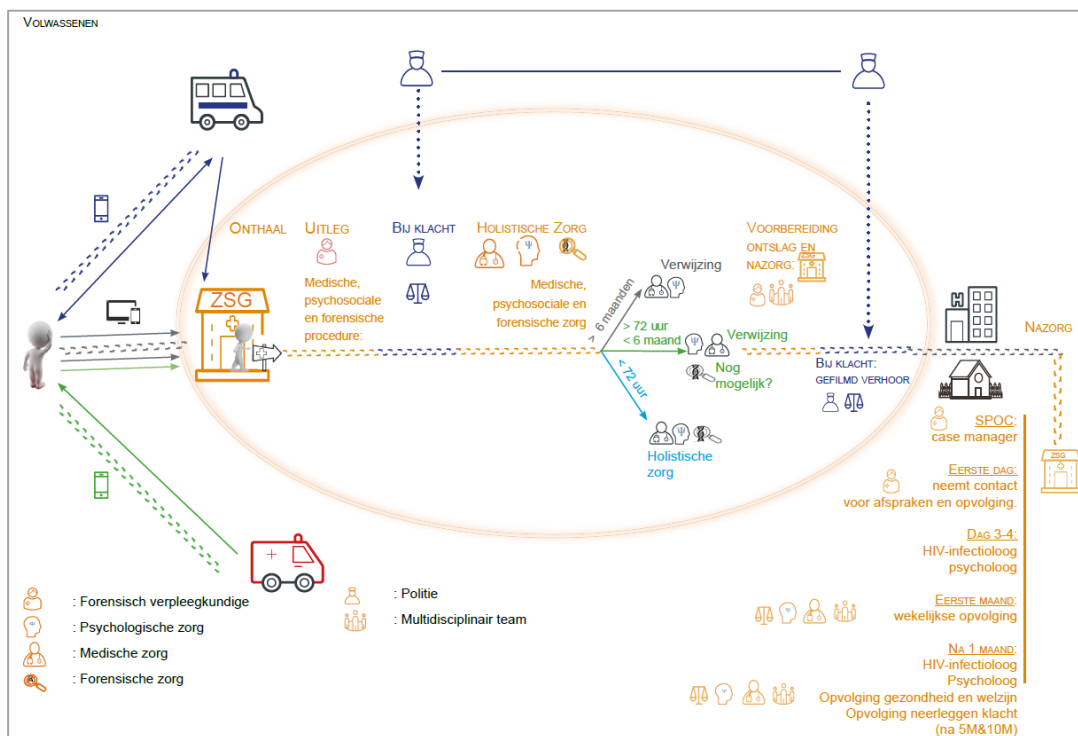 VOLWASSENEN
ONTHAAL
UITLEG
Medische,
psychosociale
en forensische
procedure:
BIJ KLACHT
HOLISTISCHE ZORG
Medische,
psychosociale en
forensische zorg
VOORBEREIDING
ONTSLAG EN
NAZORG:
ZSG
ZSG
> 6 maanden
Verwijzing
> 72 uur
< 6 maand
Verwijzing
Nog
mogelijk?
< 72 uur
Holistische
zorg
BIJ KLACHT:
GEFILMD VERHOOR
H
NAZORG
ZSG
SPOC:
case manager
EERSTE DAG:
neemt contact
voor afspraken en opvolging.
DAG 3-4:
HIV-infectioloog
psycholoog
EERSTE MAAND:
wekelijkse opvolging
NA 1 MAAND:
HIV-infectioloog
Psycholoog
Opvolging gezondheid en welzijn
Opvolging neerleggen klacht
(na 5M&10M)
: Forensisch verpleegkundige
: Psychologische zorg
: Medische zorg
: Forensische zorg
: Politie
: Multidisciplinair team